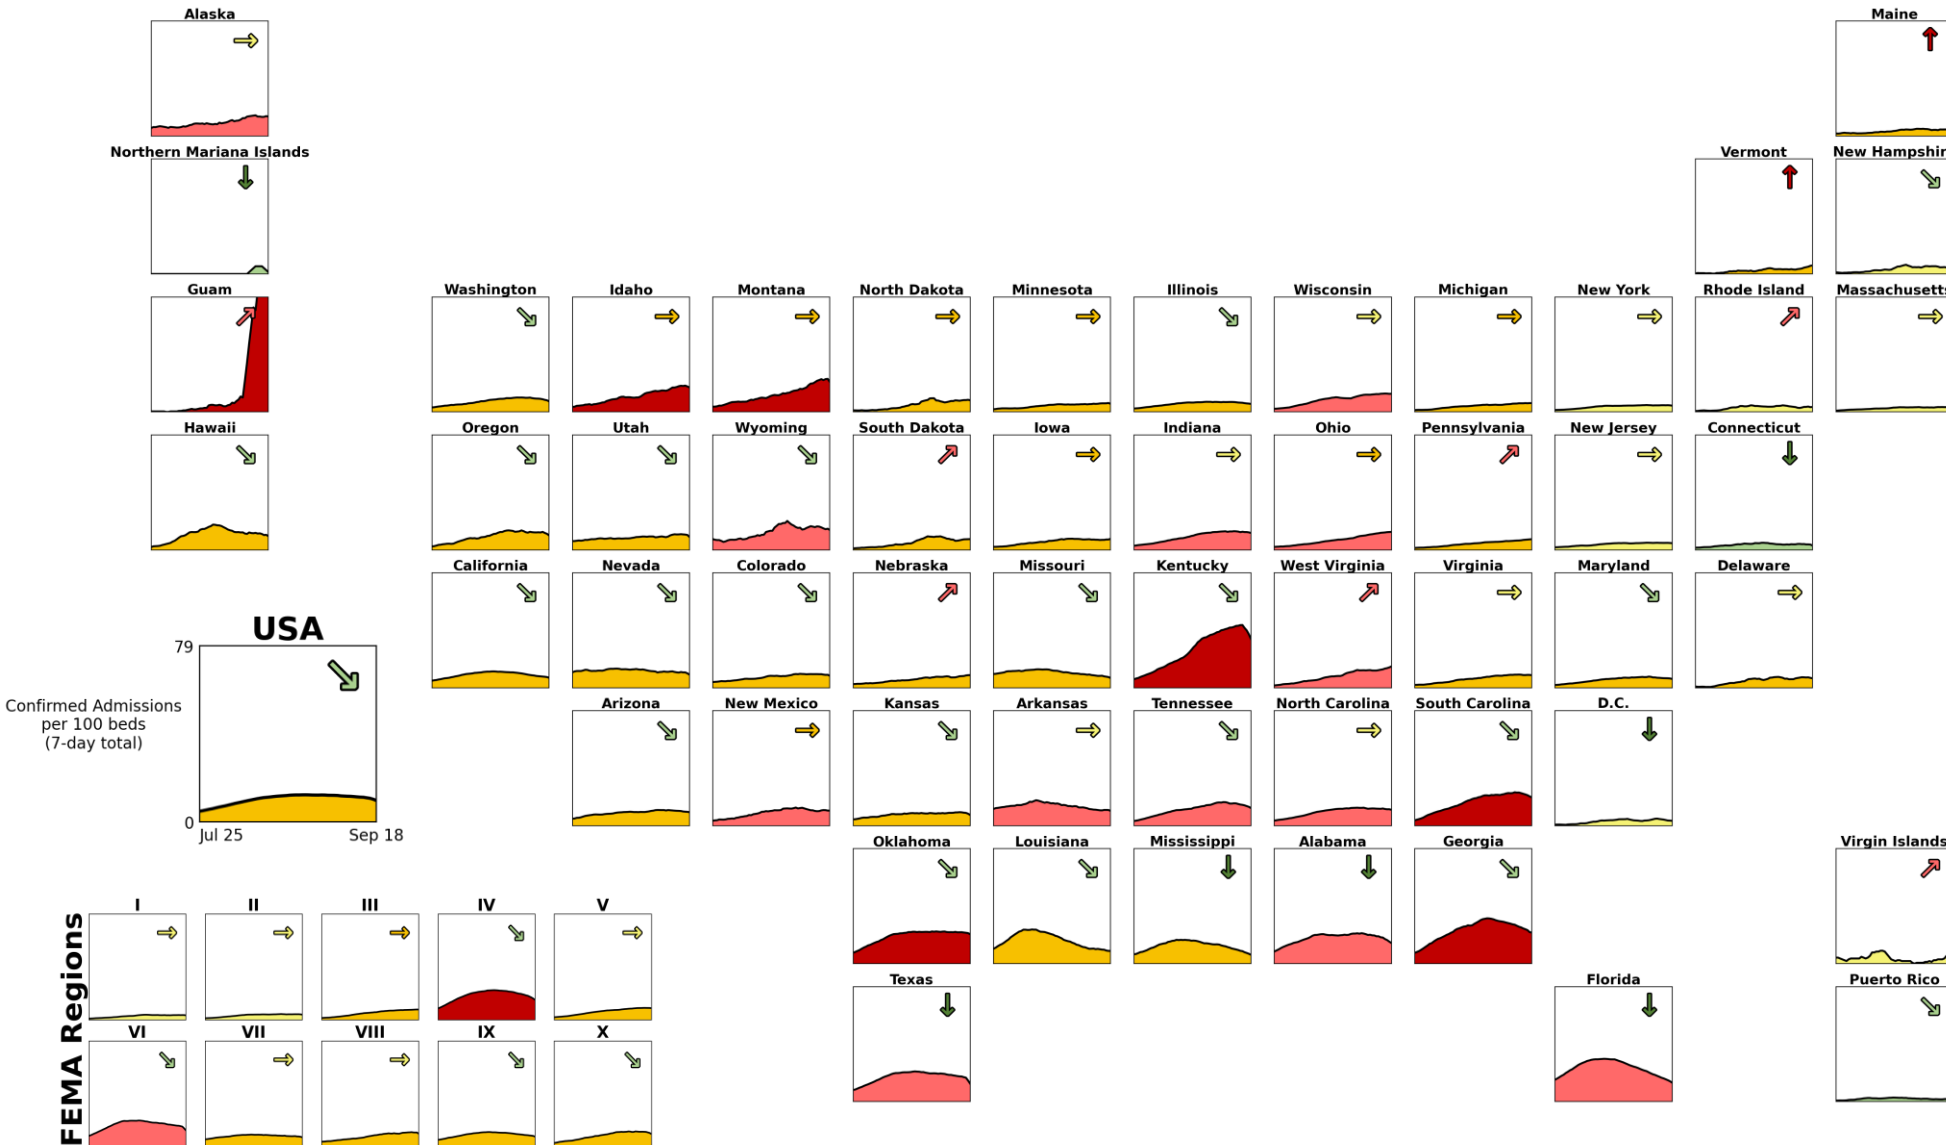 Alaska
Maine
Northern Mariana Islands
Vermont
New Hampshir
Guam
Washington
Idaho
Montana
North Dakota
Minnesota
Illinois
Wisconsin
Michigan
New York
Rhode Island
Massachusetts
Hawaii
Oregon
Utah
Wyoming
South Dakota
Iowa
Indiana
Ohio
Pennsylvania
New Jersey
Connecticut
California
Nevada
Colorado
Nebraska
Missouri
Kentucky
West Virginia
Virginia
Maryland
Delaware
USA
79
Confirmed Admissions
per 100 beds
(7-day total)
0
Jul 25
Sep 18
Arizona
New Mexico
Kansas
Arkansas
Tennessee
North Carolina
South Carolina
D.C.
Oklahoma
Louisiana
Mississippi
Alabama
Georgia
Virgin Islands
Texas
Florida
Puerto Rico
FEMA Regions
I
II
III
IV
V
VI
VII
VIII
IX
X